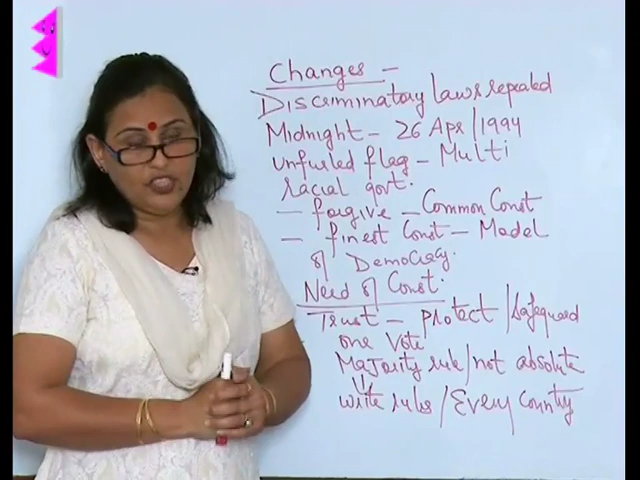 Changes -
Discriminatory laws repealed
Midnight - 26 Apr/1994
unfurled flag - Multi
racial govt.
- forgive - Common Const
- finest Const - Model
of Democracy.
Need of Const.
Trust - protect / safeguard
one vote
Majority rule / not absolute
write rules / Every country